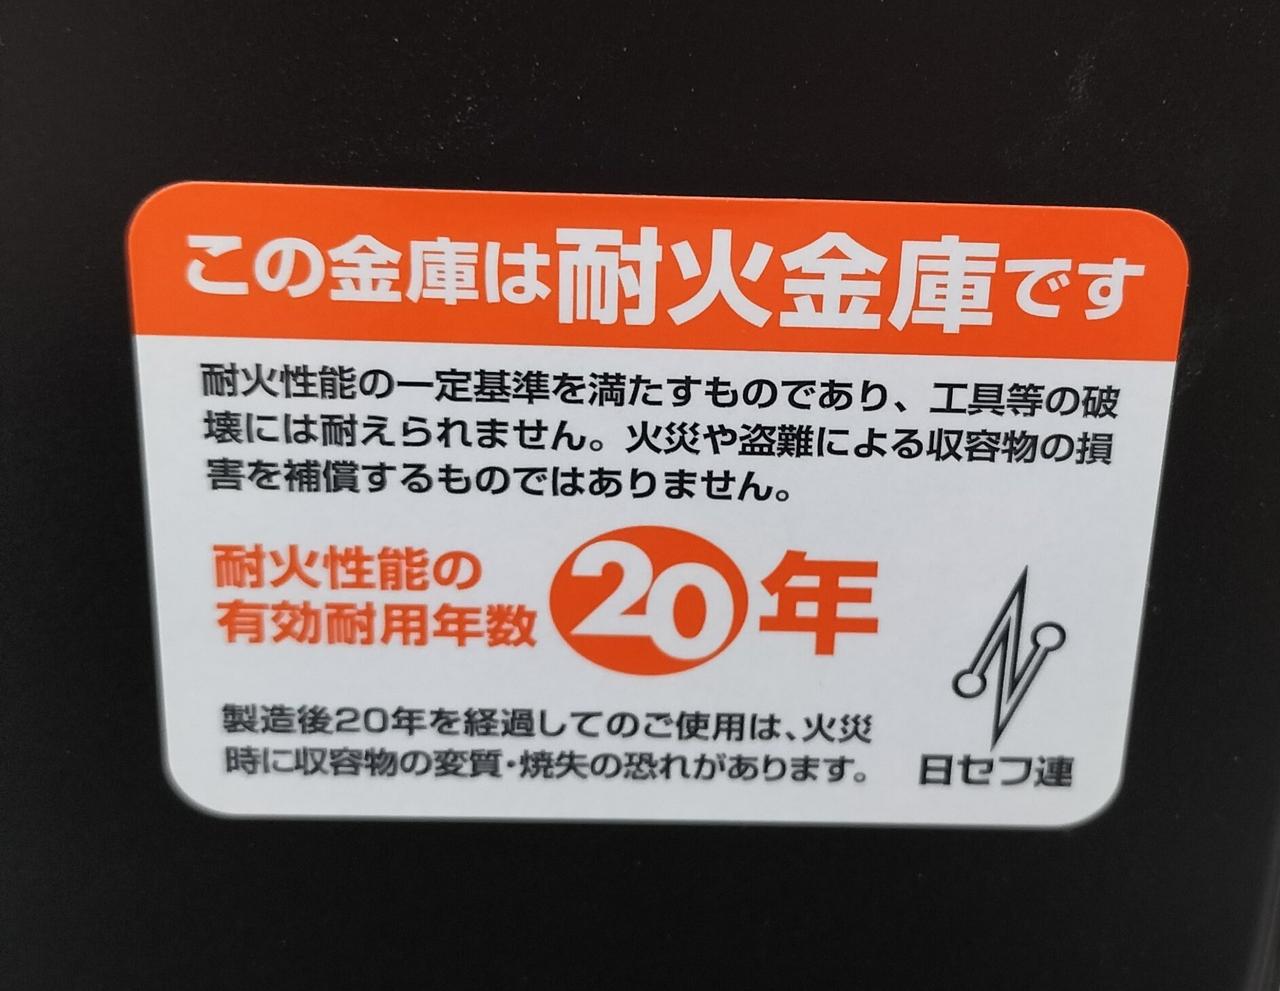 この金庫は耐火金庫です
耐火性能の一定基準を満たすものであり、工具等の破
壊には耐えられません。火災や盗難による収容物の損
害を補償するものではありません。
耐火性能の
有効耐用年数
20年
製造後20年を経過してのご使用は、火災
時に収容物の変質・焼失の恐れがあります。
日セフ連